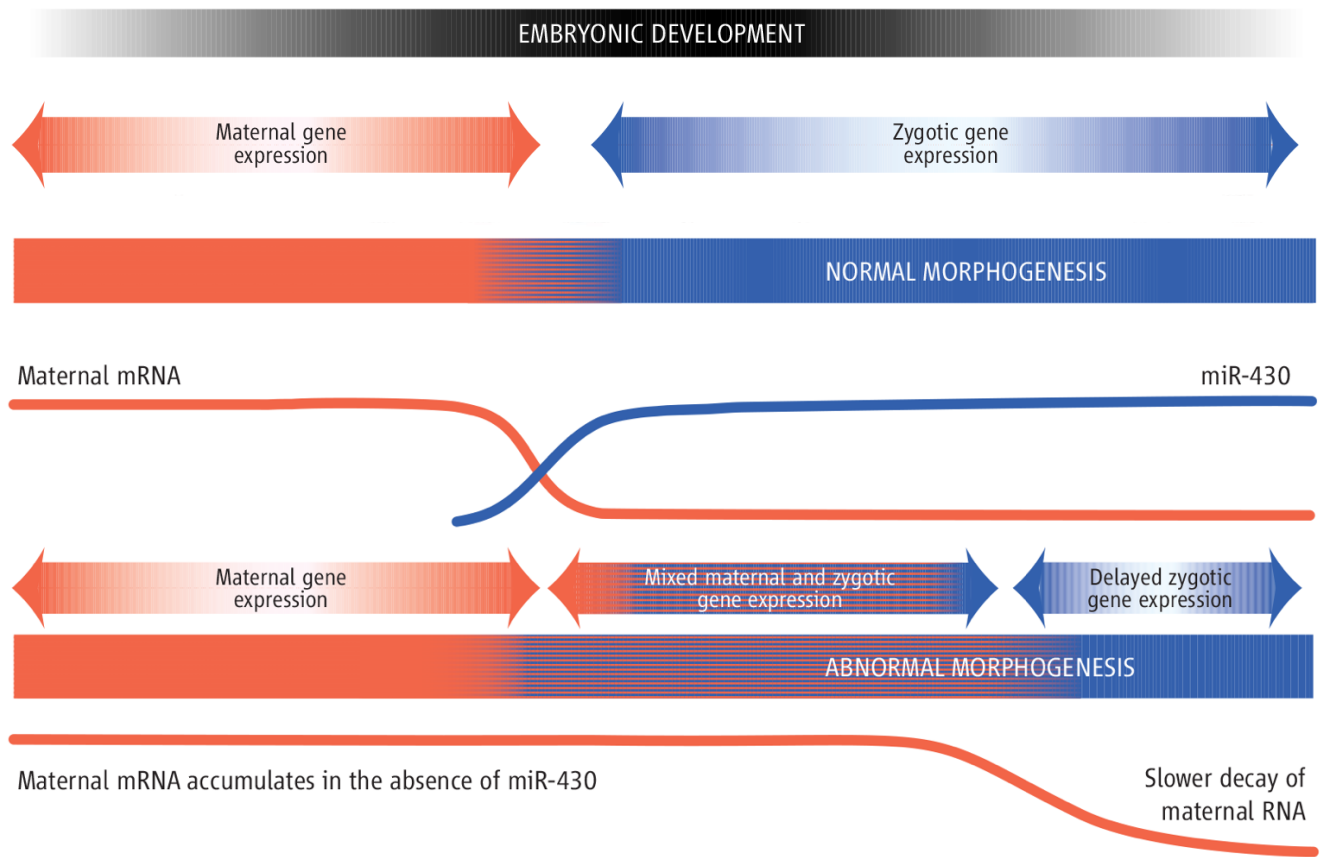 EMBRYONIC DEVELOPMENT
Maternal gene
expression
Zygotic gene
expression
NORMAL MORPHOGENESIS
Maternal mRNA
miR-430
Maternal gene
expression
Mixed maternal and zygotic
gene expression
Delayed zygotic
gene expression
ABNORMAL MORPHOGENESIS
Maternal mRNA accumulates in the absence of miR-430
Slower decay of
maternal RNA